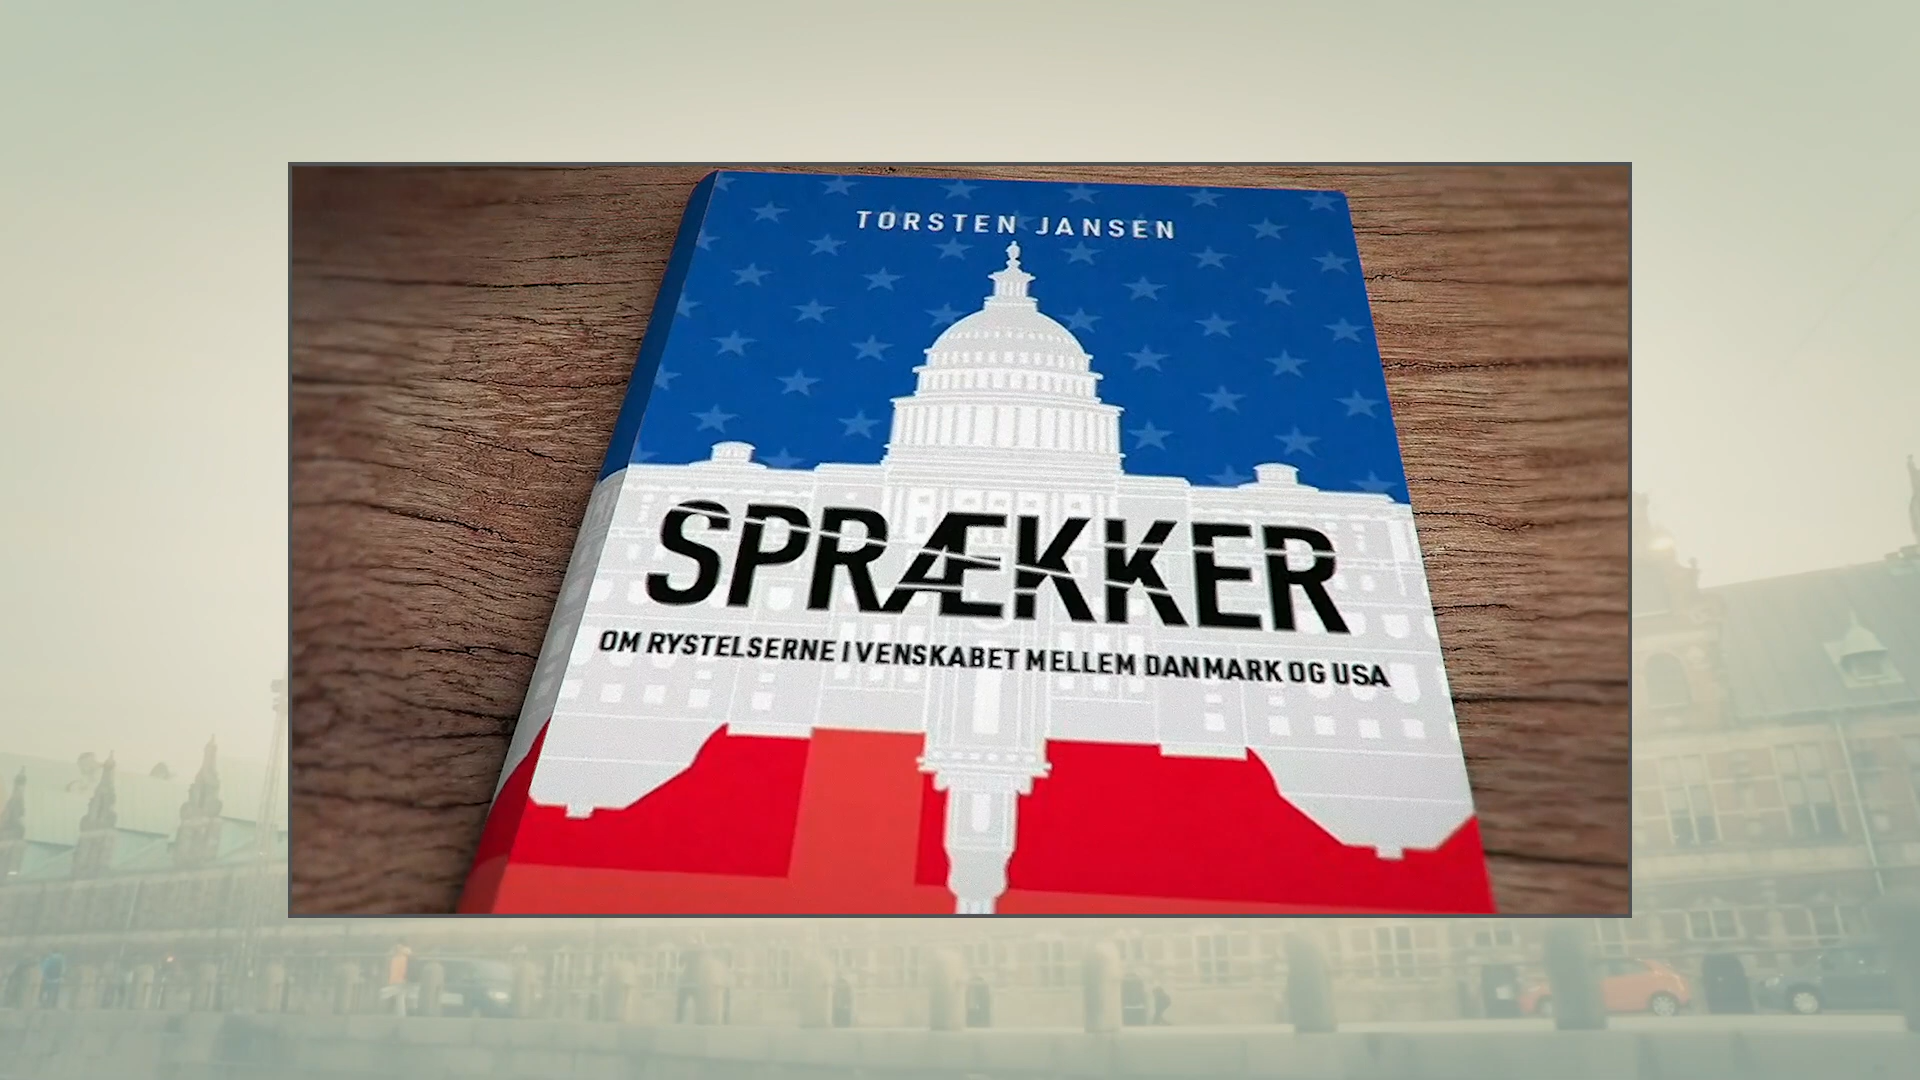 TORSTEN JANSEN
SPRÆKKER
OM RYSTELSERNE I VENSKABET MELLEM DANMARK OG USA